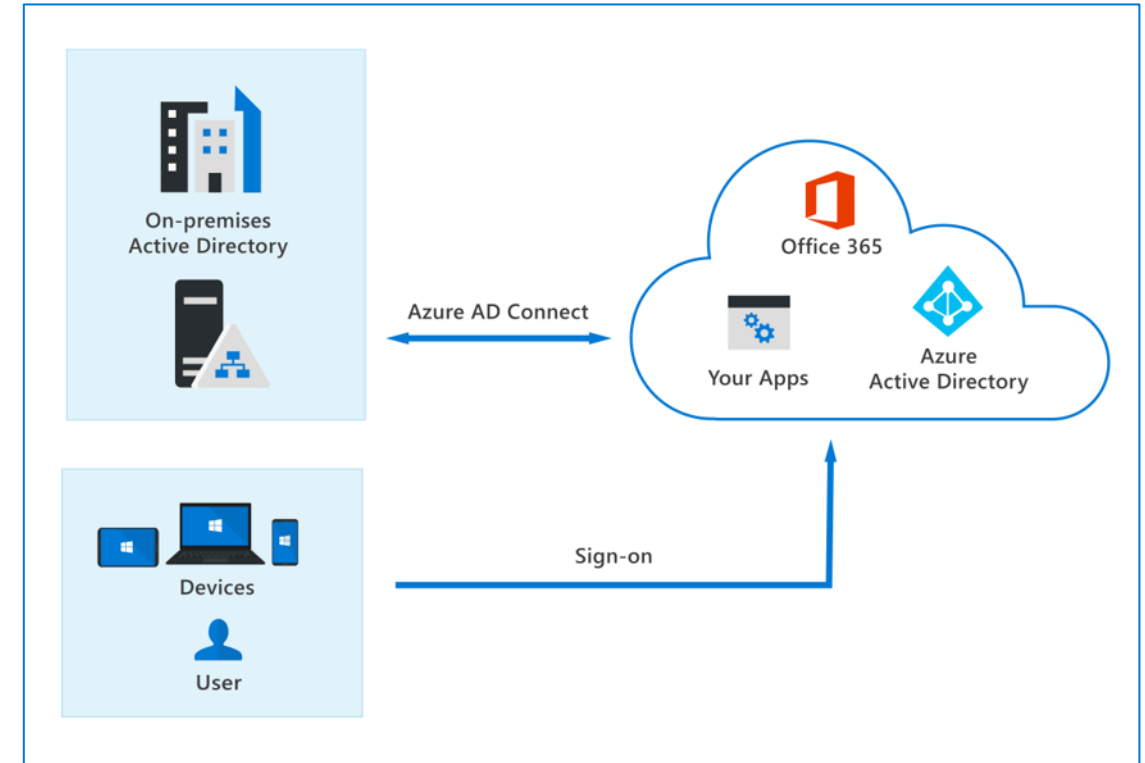 On-premises
Active Directory
Azure AD Connect
Office 365
Your Apps
Azure
Active Directory
Devices
User
Sign-on